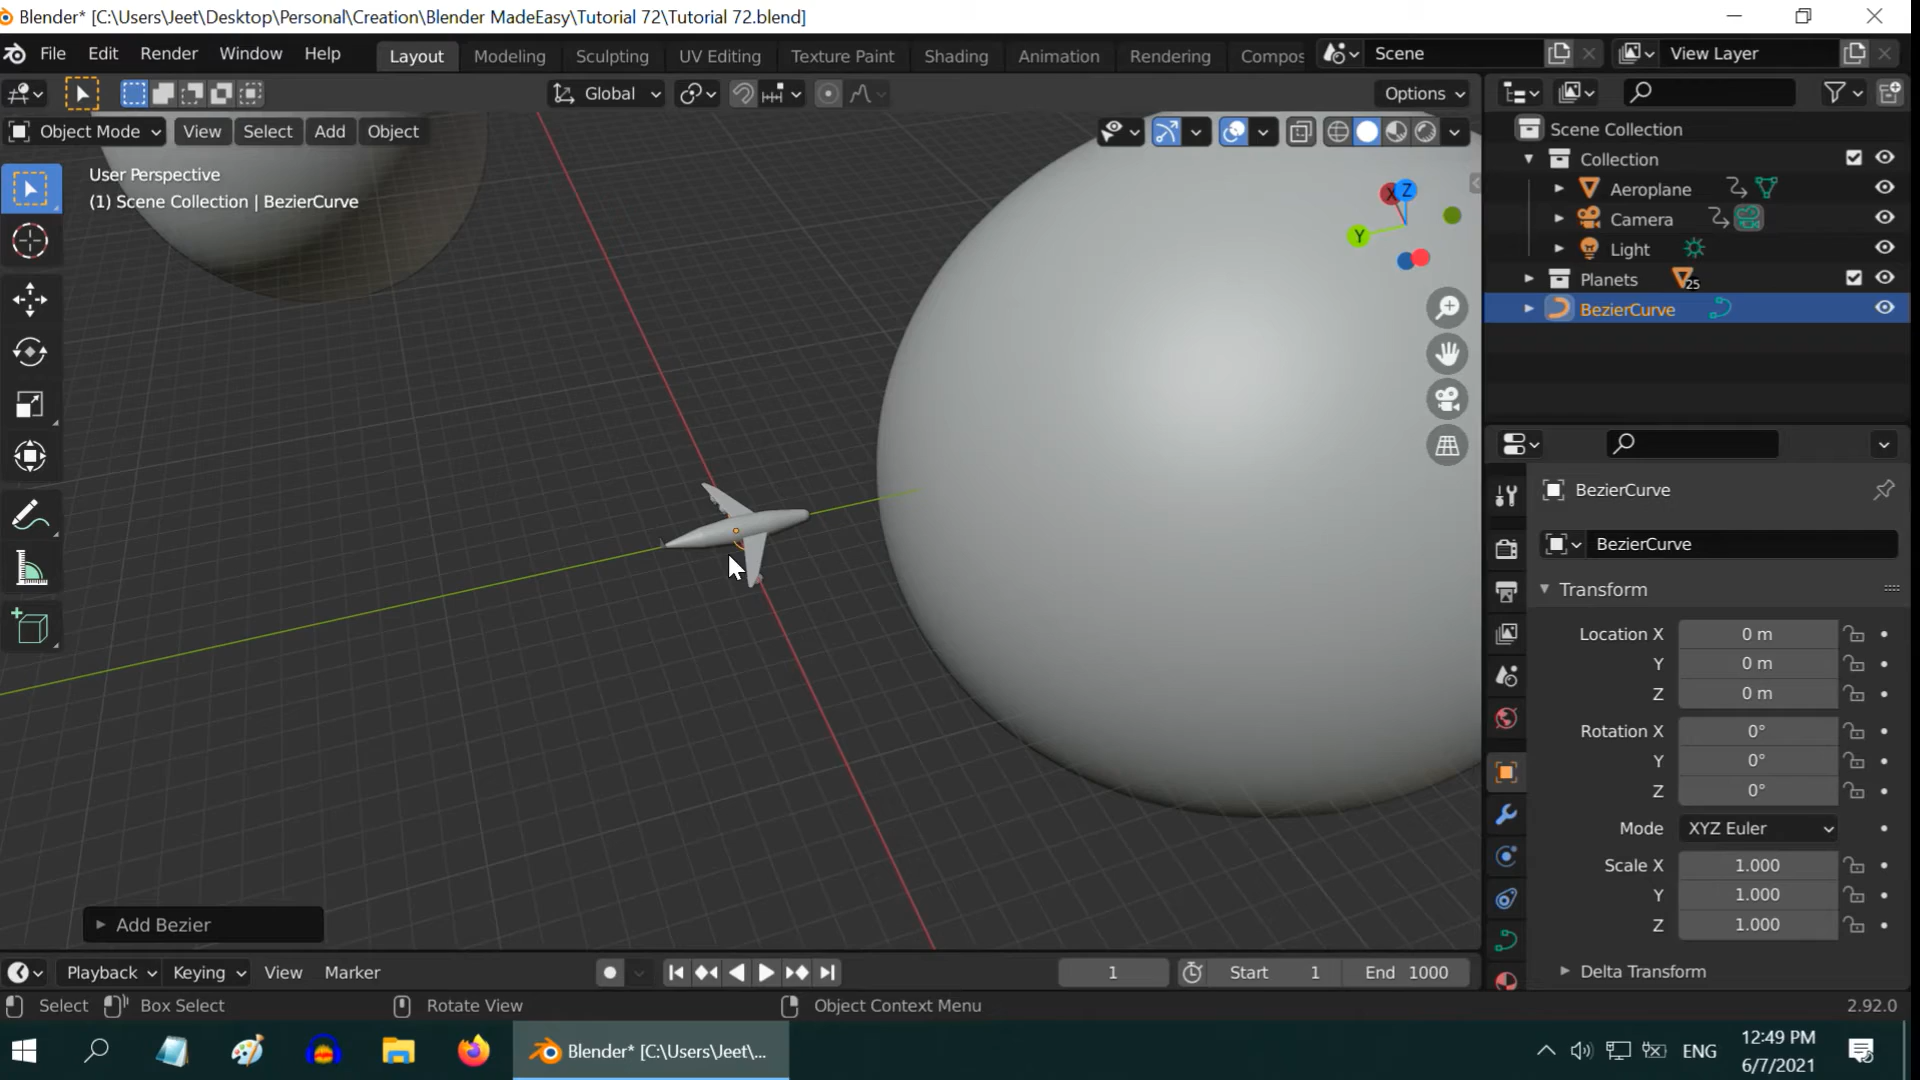 Blender* [C:\Users\Jeet\Desktop\Personal\Creation\Blender MadeEasy\Tutorial 72\Tutorial 72.blend]
File Edit Render Window Help Layout Modeling Sculpting UV Editing Texture Paint Shading Animation Rendering Compos Scene View Layer
Global Options
Object Mode View Select Add Object
User Perspective
(1) Scene Collection | BezierCurve
X Z
Y
Scene Collection
Collection
Aeroplane
Camera
Light
Planets 25
BezierCurve
BezierCurve
BezierCurve
Transform
Location X 0 m
Y 0 m
Z 0 m
Rotation X 0°
Y 0°
Z 0°
Mode XYZ Euler
Scale X 1.000
Y 1.000
Z 1.000
Delta Transform
Add Bezier
Playback Keying View Marker 1 Start 1 End 1000
Select Box Select Rotate View Object Context Menu 2.92.0
Blender* [C:\Users\Jeet\... ENG 12:49 PM
6/7/2021